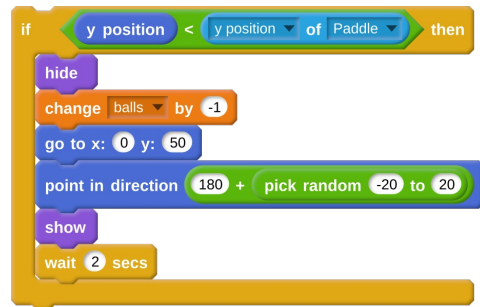 if y position < y position of Paddle then
hide
change balls by -1
go to x: 0 y: 50
point in direction 180 + pick random -20 to 20
show
wait 2 secs